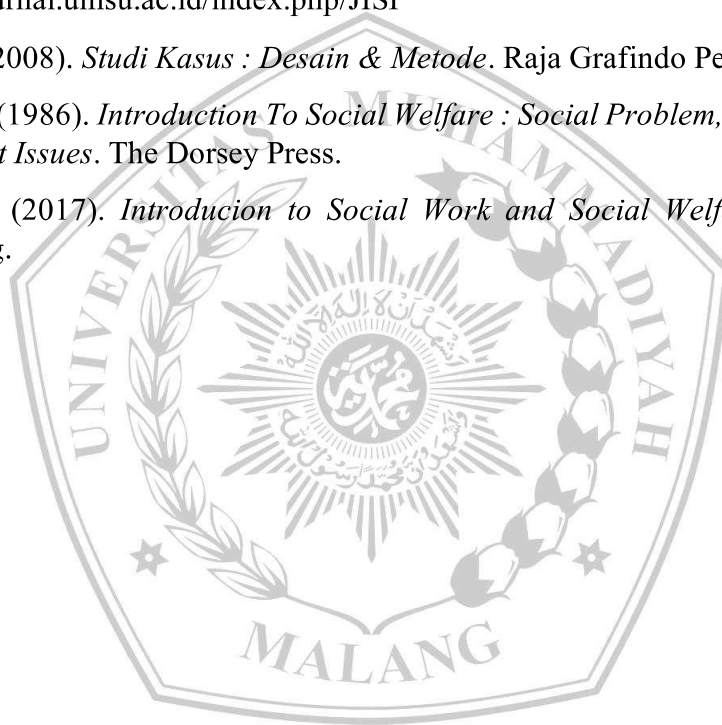 urnal.umsu.ac.id/index.php/JISP
2008). Studi Kasus : Desain & Metode. Raja Grafindo Pe
(1986). Introduction To Social Welfare : Social Problem,
t Issues. The Dorsey Press.
(2017). Introducion to Social Work and Social Welf
g.
UNIVERSITAS MUHAMMADIYAH
MALANG